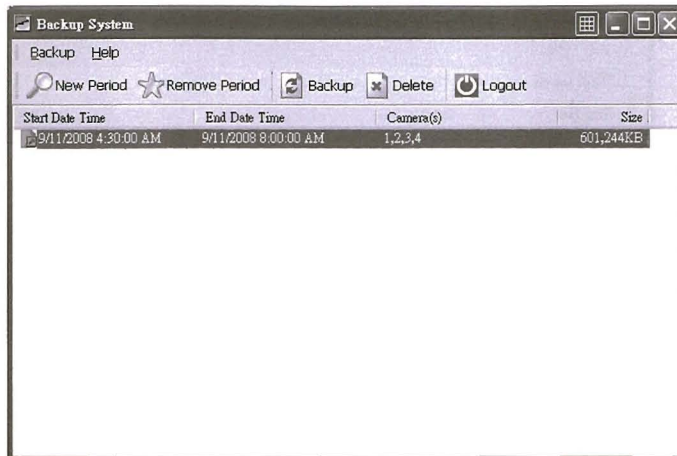 Backup System
Backup Help
New Period Remove Period Backup Delete Logout
Start Date Time End Date Time Camera(s) Size
9/11/2008 4:30:00 AM 9/11/2008 8:00:00 AM 1,2,3,4 601,244KB